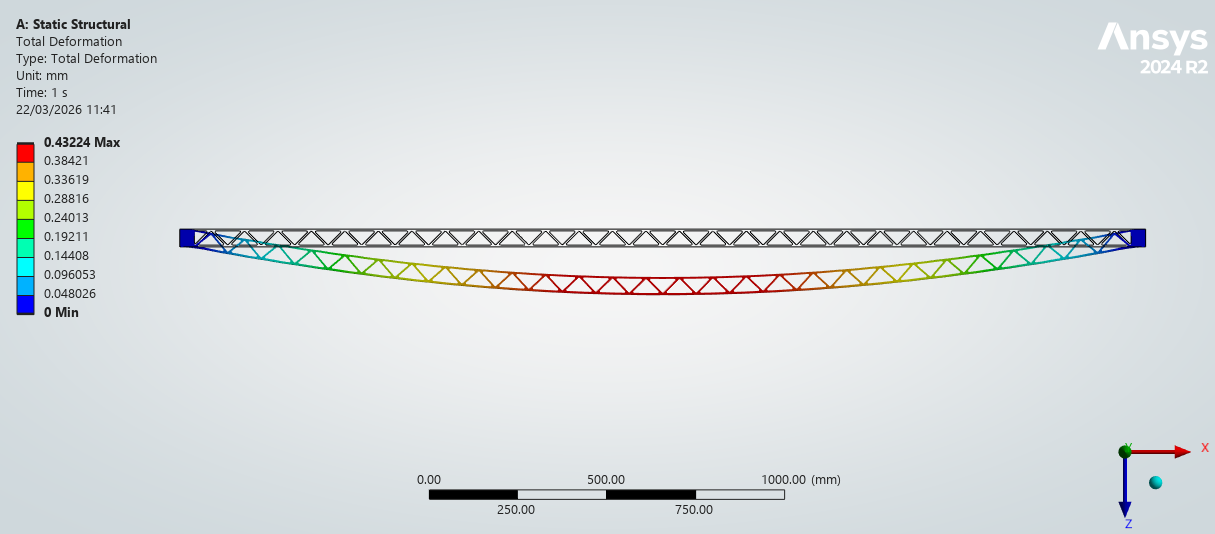 A: Static Structural
Total Deformation
Type: Total Deformation
Unit: mm
Time: 1 s
22/03/2026 11:41
Ansys
2024 R2
0.43224 Max
0.38421
0.33619
0.28816
0.24013
0.19211
0.14408
0.096053
0.048026
0 Min
0.00 500.00 1000.00 (mm)
250.00 750.00
Y
X
Z